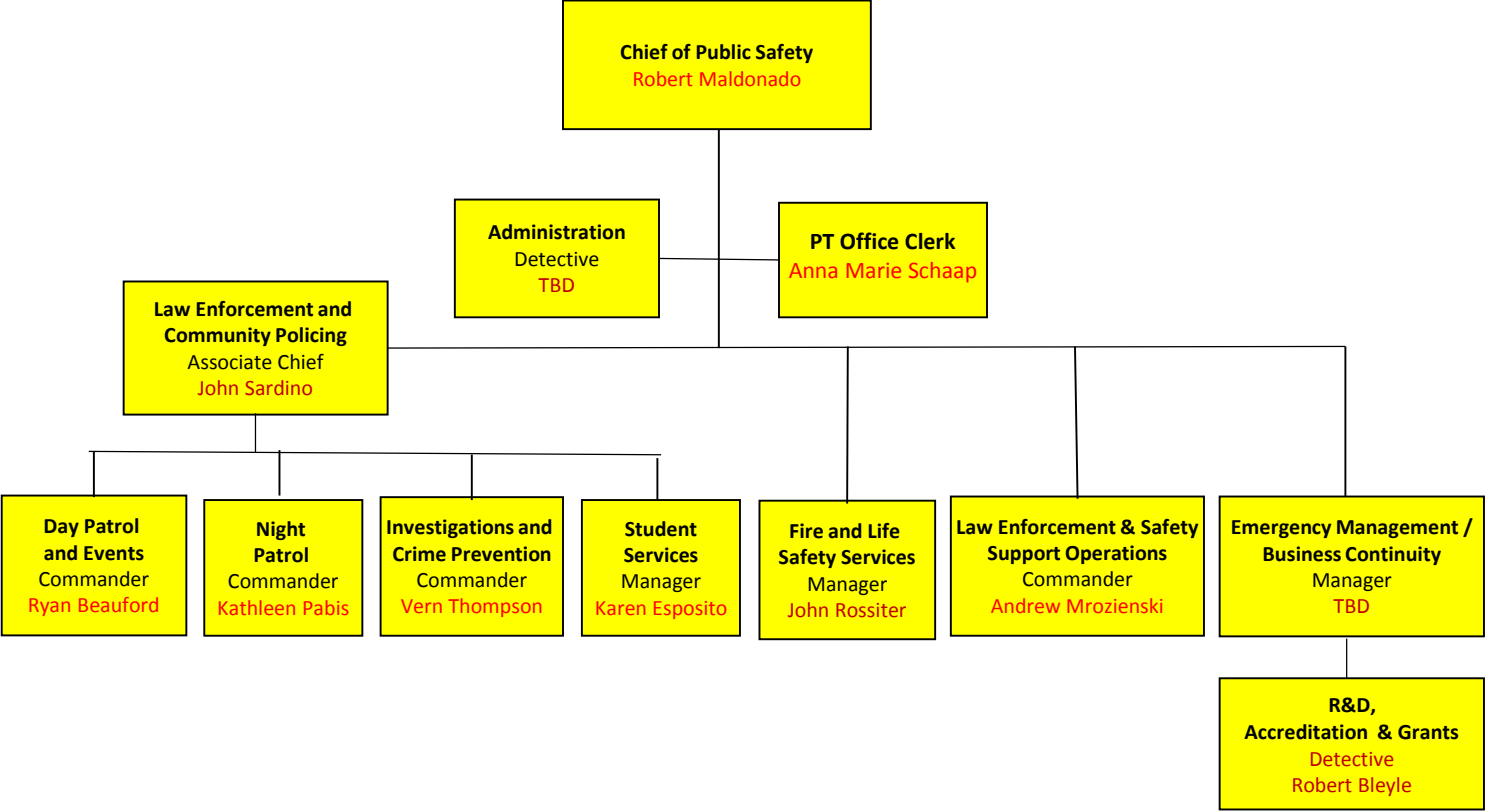 Chief of Public Safety
Robert Maldonado
Administration
Detective
TBD
PT Office Clerk
Anna Marie Schaap
Law Enforcement and
Community Policing
Associate Chief
John Sardino
Day Patrol
and Events
Commander
Ryan Beauford
Night
Patrol
Commander
Kathleen Pabis
Investigations and
Crime Prevention
Commander
Vern Thompson
Student
Services
Manager
Karen Esposito
Fire and Life
Safety Services
Manager
John Rossiter
Law Enforcement & Safety
Support Operations
Commander
Andrew Mrozienski
Emergency Management /
Business Continuity
Manager
TBD
R&D,
Accreditation & Grants
Detective
Robert Bleyle